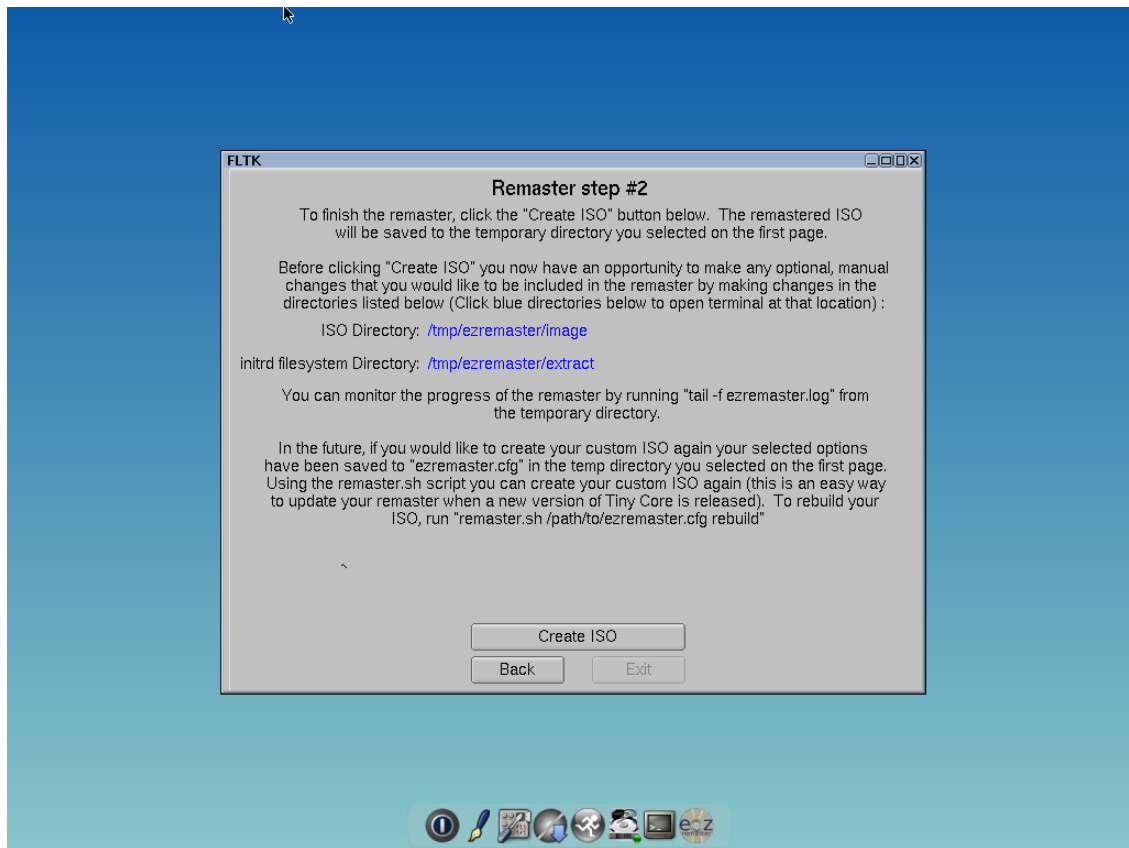 FLTK
Remaster step #2
To finish the remaster, click the "Create ISO" button below. The remastered ISO
will be saved to the temporary directory you selected on the first page.
Before clicking "Create ISO" you now have an opportunity to make any optional, manual
changes that you would like to be included in the remaster by making changes in the
directories listed below (Click blue directories below to open terminal at that location) :
ISO Directory: /tmp/ezremaster/image
initrd filesystem Directory: /tmp/ezremaster/extract
You can monitor the progress of the remaster by running "tail -f ezremaster.log" from
the temporary directory.
In the future, if you would like to create your custom ISO again your selected options
have been saved to "ezremaster.cfg" in the temp directory you selected on the first page.
Using the remaster.sh script you can create your custom ISO again (this is an easy way
to update your remaster when a new version of Tiny Core is released). To rebuild your
ISO, run "remaster.sh /path/to/ezremaster.cfg rebuild"
Create ISO
Back
Exit